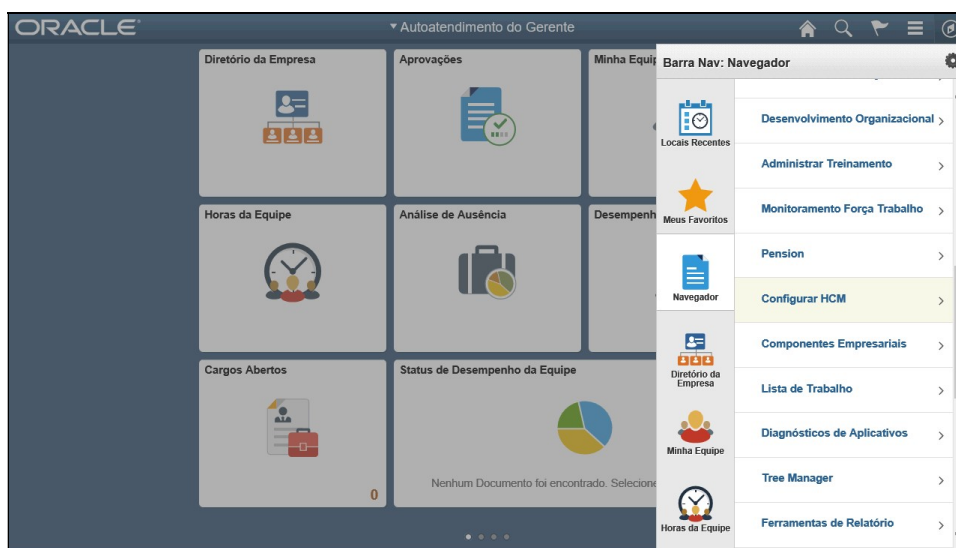 ORACLE
Autoatendimento do Gerente
Diretório da Empresa
Aprovações
Minha Equip
Horas da Equipe
Análise de Ausência
Desempenh
Cargos Abertos
0
Status de Desempenho da Equipe
Nenhum Documento foi encontrado. Selecione
Barra Nav: Navegador
Locais Recentes
Meus Favoritos
Navegador
Diretório da
Empresa
Minha Equipe
Horas da Equipe
Desenvolvimento Organizacional
Administrar Treinamento
Monitoramento Força Trabalho
Pension
Configurar HCM
Componentes Empresariais
Lista de Trabalho
Diagnósticos de Aplicativos
Tree Manager
Ferramentas de Relatório